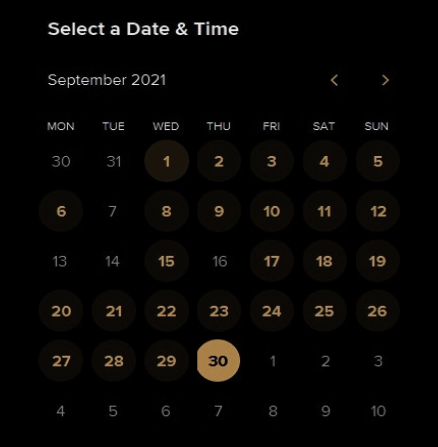 Select a Date & Time
September 2021
MON TUE WED THU FRI SAT SUN
30 31 1 2 3 4 5
6 7 8 9 10 11 12
13 14 15 16 17 18 19
20 21 22 23 24 25 26
27 28 29 30 1 2 3
4 5 6 7 8 9 10